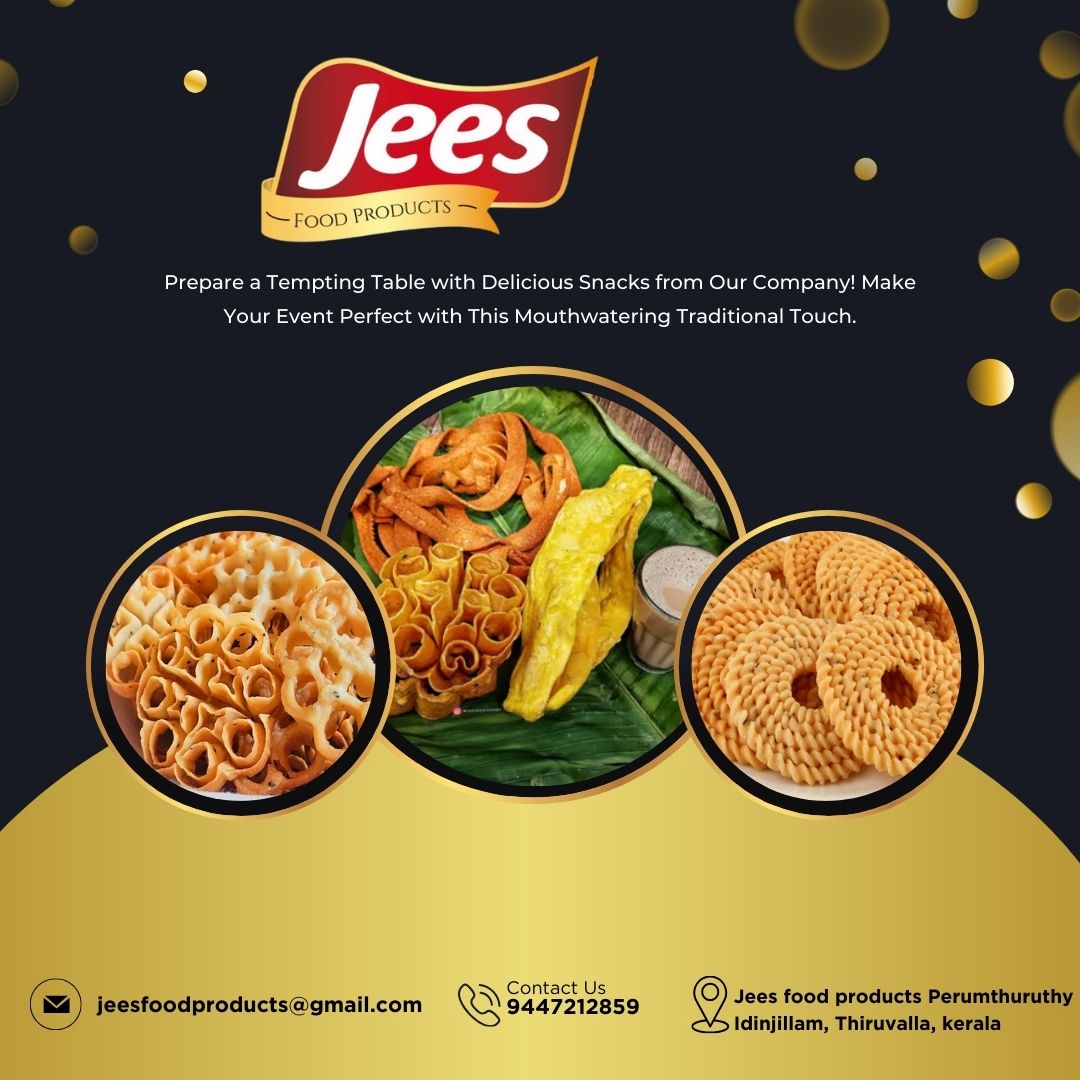 Jees
FOOD PRODUCTS
Prepare a Tempting Table with Delicious Snacks from Our Company! Make
Your Event Perfect with This Mouthwatering Traditional Touch.
jeesfoodproducts@gmail.com
Contact Us
9447212859
Jees food products Perumthuruthy
Idinjillam, Thiruvalla, kerala